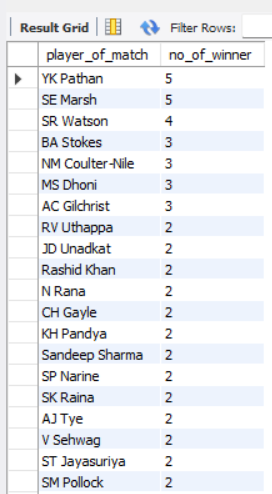 Result Grid Filter Rows:
player_of_match no_of_winner
YK Pathan 5
SE Marsh 5
SR Watson 4
BA Stokes 3
NM Coulter-Nile 3
MS Dhoni 3
AC Gilchrist 3
RV Uthappa 2
JD Unadkat 2
Rashid Khan 2
N Rana 2
CH Gayle 2
KH Pandya 2
Sandeep Sharma 2
SP Narine 2
SK Raina 2
AJ Tye 2
V Sehwag 2
ST Jayasuriya 2
SM Pollock 2